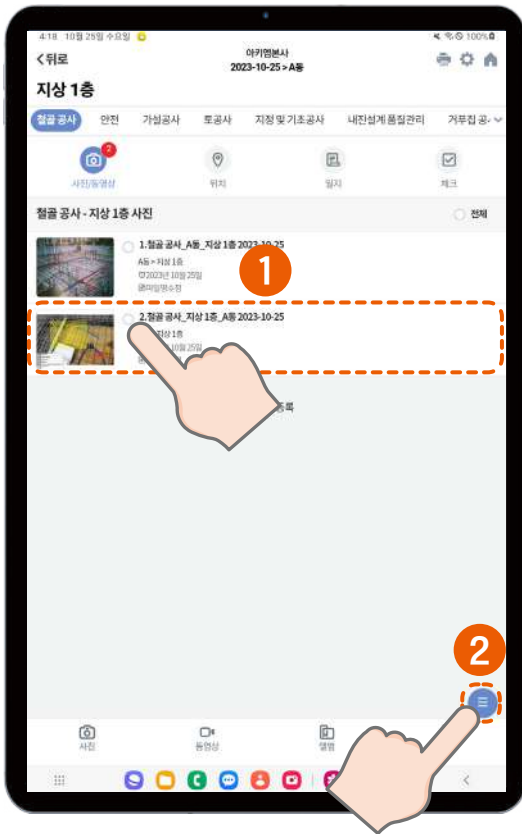 4:18 10월 25일 수요일
100%
뒤로
아키엠본사
2023-10-25 > A동
지상 1층
철골 공사 안전 가설공사 토공사 지정 및 기초공사 내진설계 품질관리 거푸집 공
2
사진/동영상 위치 일지 체크
철골 공사 - 지상 1층 사진
전체
1.철골 공사_A동_지상 1층 2023-10-25
A동 > 지상 1층
2023년 10월 25일
파일명수정
1
2.철골 공사_지상 1층_A동 2023-10-25
지상 1층
10월 25일
등록
2
사진 동영상 앨범